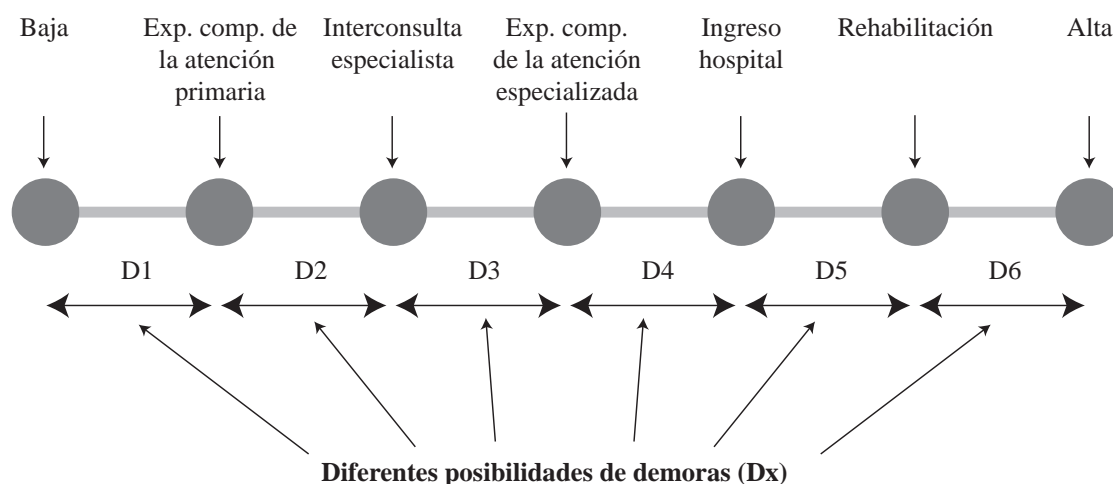 Baja
Exp. comp. de
la atención
primaria
Interconsulta
especialista
Exp. comp.
de la atención
especializada
Ingreso
hospital
Rehabilitación
Alta
D1
D2
D3
D4
D5
D6
Diferentes posibilidades de demoras (Dx)